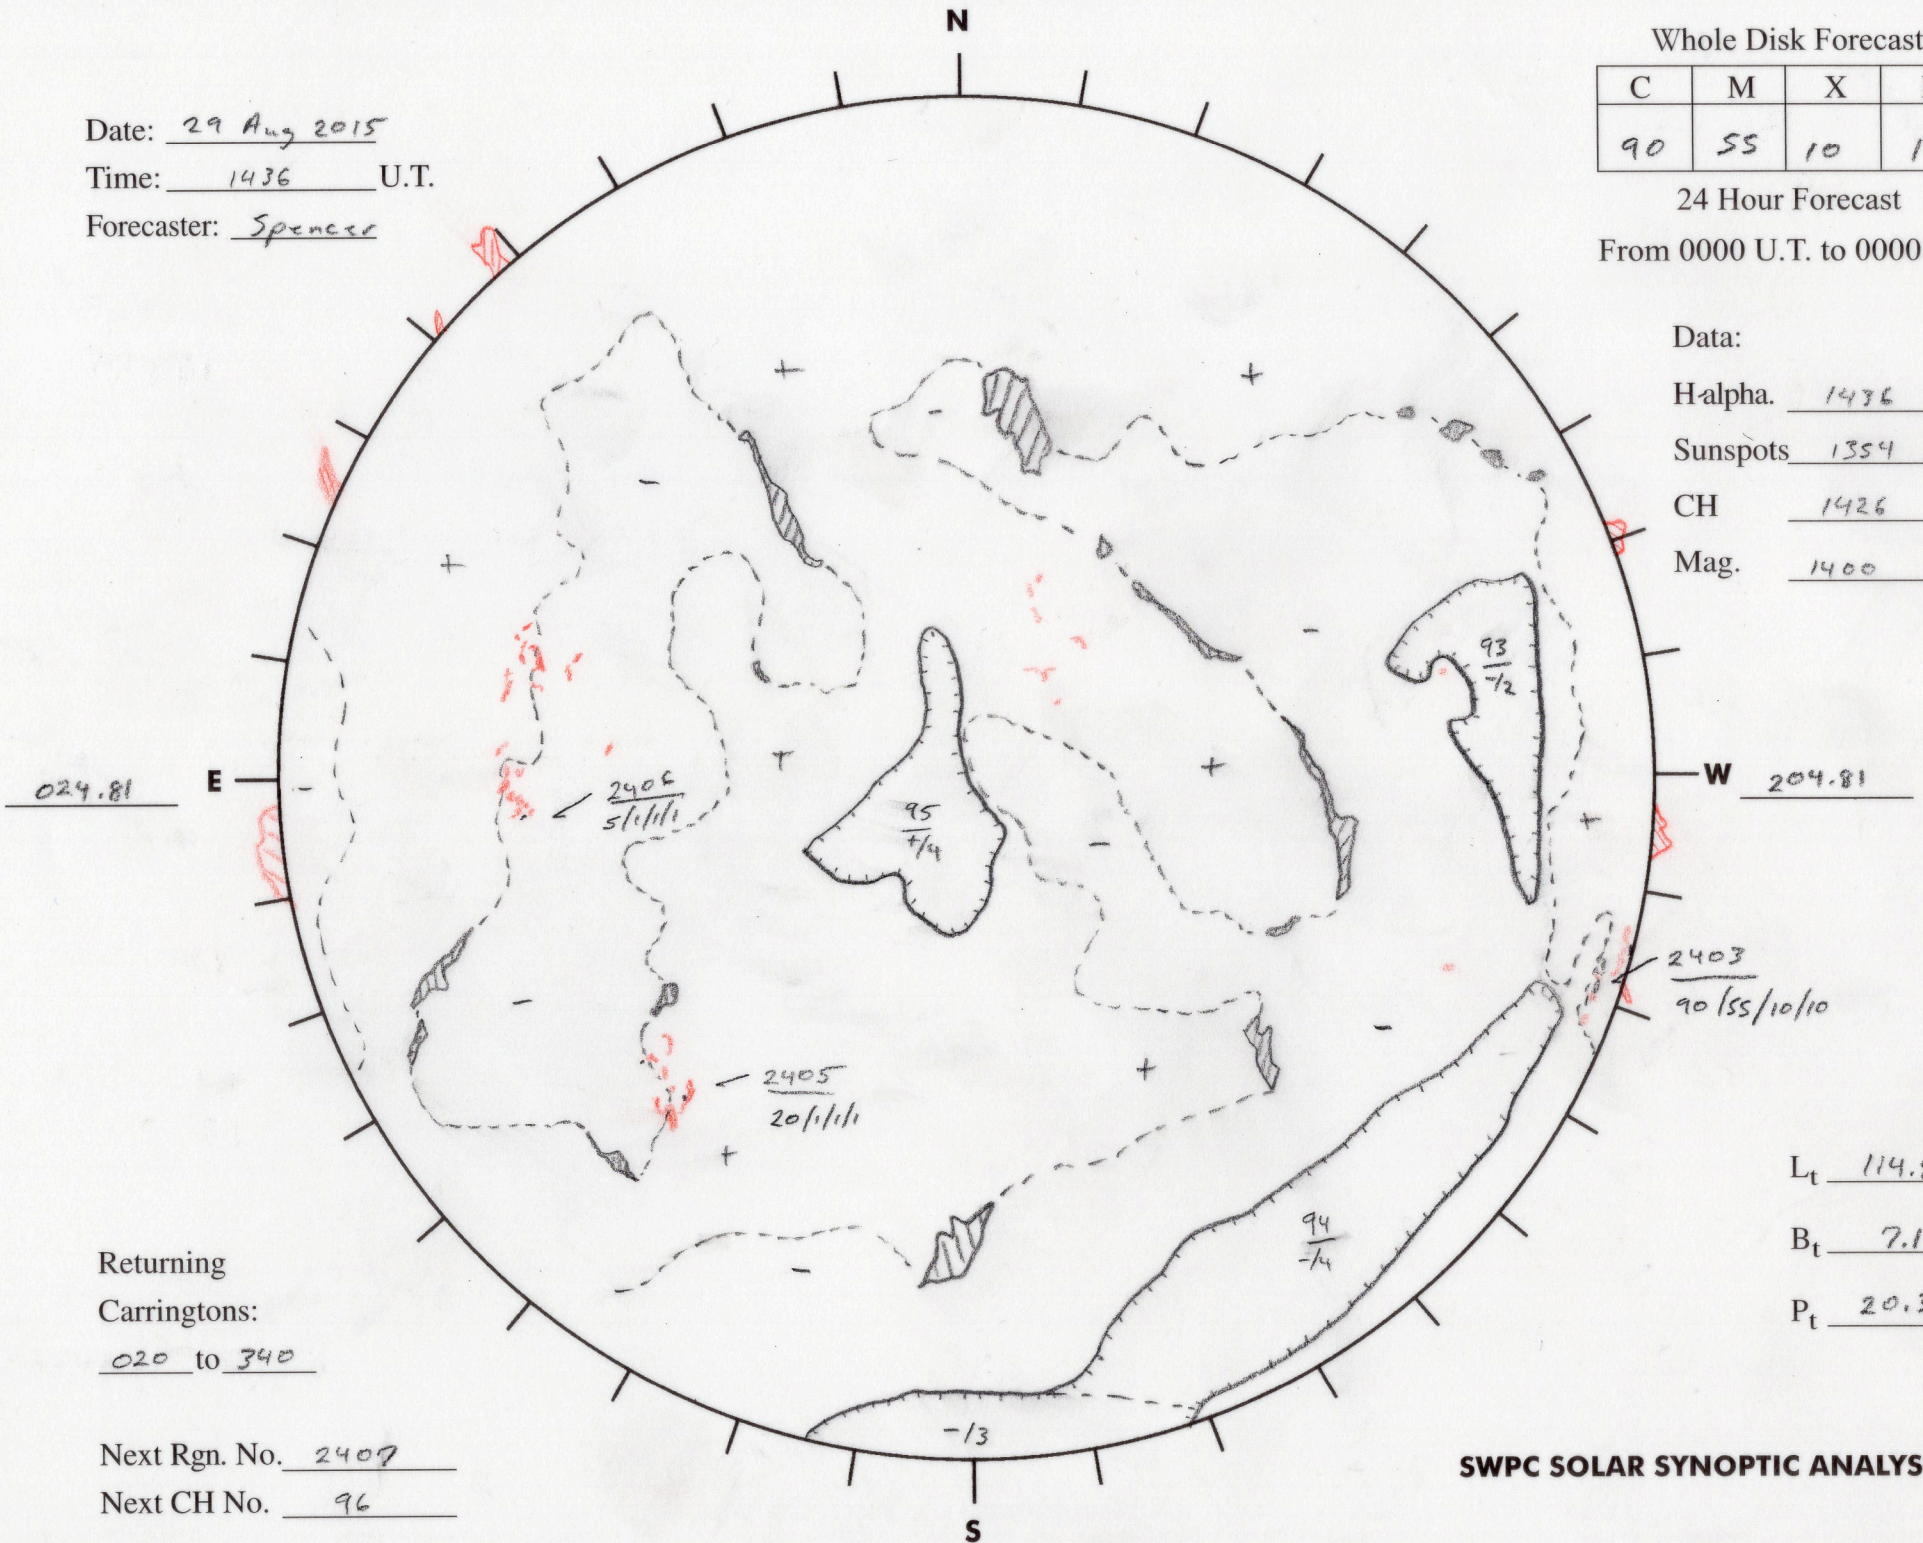 N
Whole Disk Forecast
C M X
90 55 10
24 Hour Forecast
From 0000 U.T. to 0000
Date: 29 Aug 2015
Time: 1436 U.T.
Forecaster: Spencer
Data:
H-alpha. 1436
Sunspots 1354
CH 1426
Mag. 1400
+ +
-
-
+
-
93
-/2
024.81 E
-
2406
5/1/1/1
+
95
+/4
+
-
+
W 204.81
-
2403
90/55/10/10
-
+
2405
20/1/1/1
+
94
-/4
-
-/3
Lt 114.
Bt 7.1
Pt 20.3
Returning
Carringtons:
020 to 340
Next Rgn. No. 2407
Next CH No. 96
S
SWPC SOLAR SYNOPTIC ANALYS